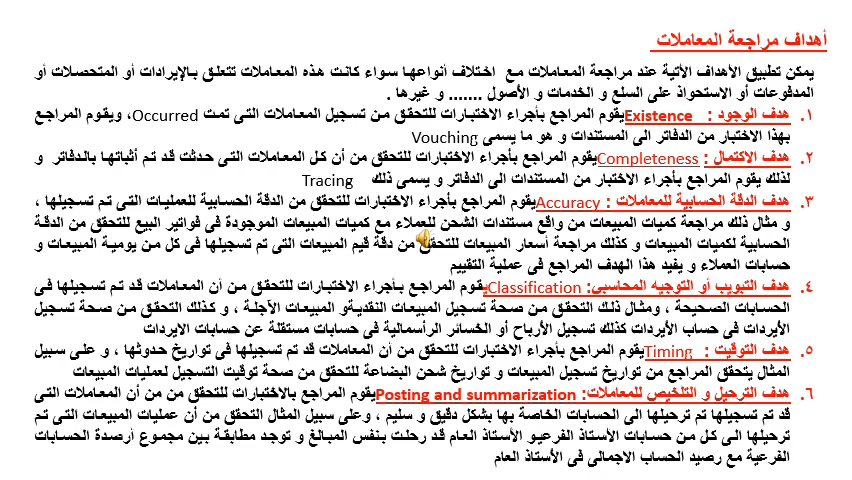 أهداف مراجعة المعاملات
يمكن تطبيق الأهداف الأتية عند مراجعة المعاملات مع اختلاف أنواعها سواء كانت هذه المعاملات تتعلق بالإيرادات أو المتحصلات أو
المدفوعات أو الاستحواذ على السلع و الخدمات و الأصول ....... و غيرها .
١. هدف الوجود : Existence يقوم المراجع بأجراء الاختبارات للتحقق من تسجيل المعاملات التى تمت Occurred، ويقوم المراجع
بهذا الاختبار من الدفاتر الى المستندات و هو ما يسمى Vouching
٢. هدف الاكتمال : Completeness يقوم المراجع بأجراء الاختبارات للتحقق من أن كل المعاملات التى حدثت قد تم أثباتها بالدفاتر و
لذلك يقوم المراجع بأجراء الاختبار من المستندات الى الدفاتر و يسمى ذلك Tracing
٣. هدف الدقة الحسابية للمعاملات : Accuracy يقوم المراجع بأجراء الاختبارات للتحقق من الدقة الحسابية للعمليات التى تم تسجيلها ،
و مثال ذلك مراجعة كميات المبيعات من واقع مستندات الشحن للعملاء مع كميات المبيعات الموجودة فى فواتير البيع للتحقق من الدقة
الحسابية لكميات المبيعات و كذلك مراجعة أسعار المبيعات للتحقق من دقة قيم المبيعات التى تم تسجيلها فى كل من يومية المبيعات و
حسابات العملاء و يفيد هذا الهدف المراجع فى عملية التقييم
٤. هدف التبويب أو التوجيه المحاسبى: Classification يقوم المراجع بأجراء الاختبارات للتحقق من أن المعاملات قد تم تسجيلها فى
الحسابات الصحيحة ، ومثال ذلك التحقق من صحة تسجيل المبيعات النقديةو المبيعات الآجلة ، و كذلك التحقق من صحة تسجيل
الأيردات فى حساب الأيردات كذلك تسجيل الأرباح أو الخسائر الرأسمالية فى حسابات مستقلة عن حسابات الايردات
٥. هدف التوقيت : Timing يقوم المراجع بأجراء الاختبارات للتحقق من أن المعاملات قد تم تسجيلها فى تواريخ حدوثها ، و على سبيل
المثال يتحقق المراجع من تواريخ تسجيل المبيعات و تواريخ شحن البضاعة للتحقق من صحة توقيت التسجيل لعمليات المبيعات
٦. هدف الترحيل و التلخيص للمعاملات: Posting and summarization يقوم المراجع بالاختبارات للتحقق من من أن المعاملات التى
قد تم تسجيلها تم ترحيلها الى الحسابات الخاصة بها بشكل دقيق و سليم ، وعلى سبيل المثال التحقق من أن عمليات المبيعات التى تم
ترحيلها الى كل من حسابات الأستاذ الفرعيو الأستاذ العام قد رحلت بنفس المبالغ و توجد مطابقة بين مجموع أرصدة الحسابات
الفرعية مع رصيد الحساب الاجمالى فى الأستاذ العام